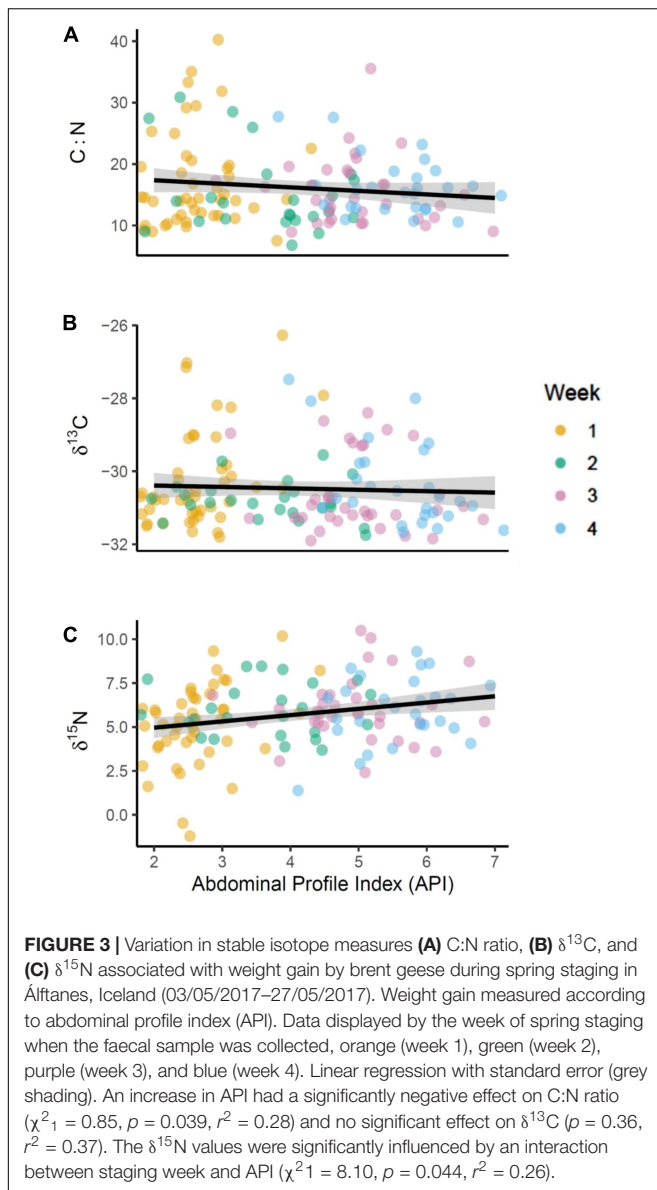 A
40
30
20
10
C:N
B
−26
−28
−30
−32
δ¹³C
Week
1
2
3
4
C
10.0
7.5
5.0
2.5
0.0
δ¹⁵N
2 3 4 5 6 7
Abdominal Profile Index (API)
FIGURE 3 | Variation in stable isotope measures (A) C:N ratio, (B) δ¹³C, and
(C) δ¹⁵N associated with weight gain by brent geese during spring staging in
Álftanes, Iceland (03/05/2017–27/05/2017). Weight gain measured according
to abdominal profile index (API). Data displayed by the week of spring staging
when the faecal sample was collected, orange (week 1), green (week 2),
purple (week 3), and blue (week 4). Linear regression with standard error (grey
shading). An increase in API had a significantly negative effect on C:N ratio
(χ²₁ = 0.85, p = 0.039, r² = 0.28) and no significant effect on δ¹³C (p = 0.36,
r² = 0.37). The δ¹⁵N values were significantly influenced by an interaction
between staging week and API (χ²1 = 8.10, p = 0.044, r² = 0.26).